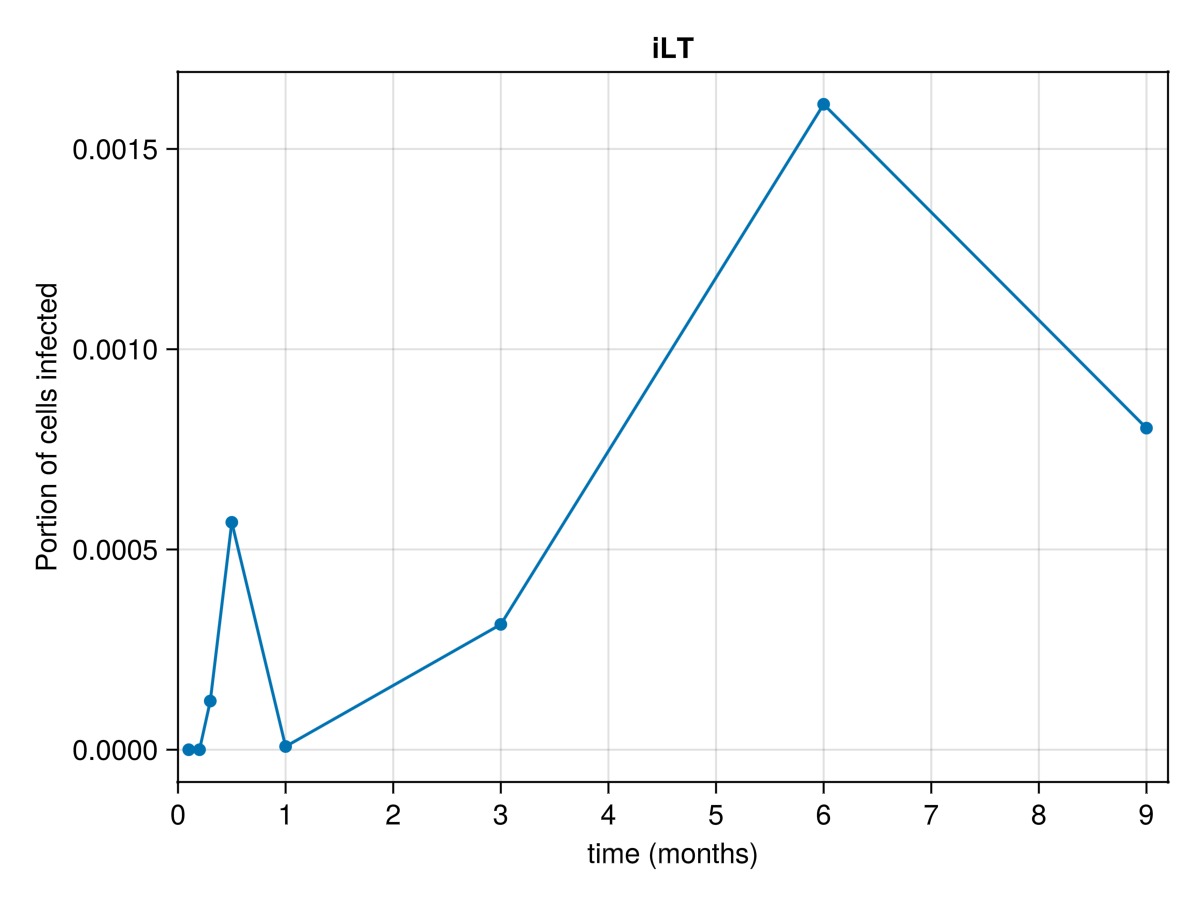 iLT
Portion of cells infected
0.0015
0.0010
0.0005
0.0000
0 1 2 3 4 5 6 7 8 9
time (months)